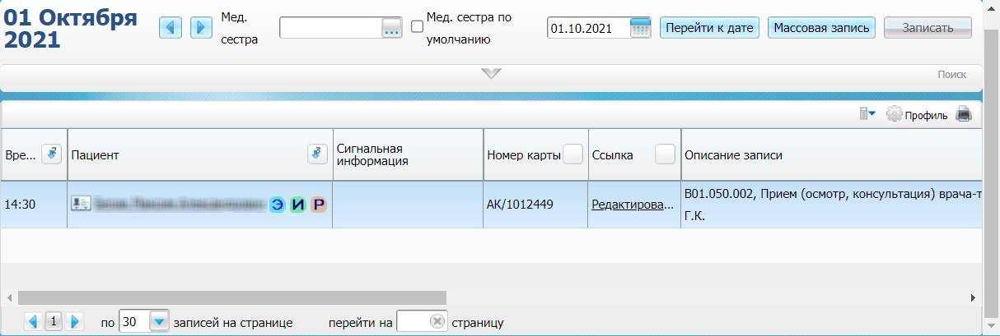 01 Октября
2021
Мед.
сестра
...
Мед. сестра по
умолчанию
01.10.2021
Перейти к дате
Массовая запись
Записать
Поиск
Профиль
Вре...
Пациент
Сигнальная
информация
Номер карты
Ссылка
Описание записи
14:30
Э И Р
АК/1012449
Редактирова...
B01.050.002, Прием (осмотр, консультация) врача-т
Г.К.
1
по 30 записей на странице
перейти на страницу